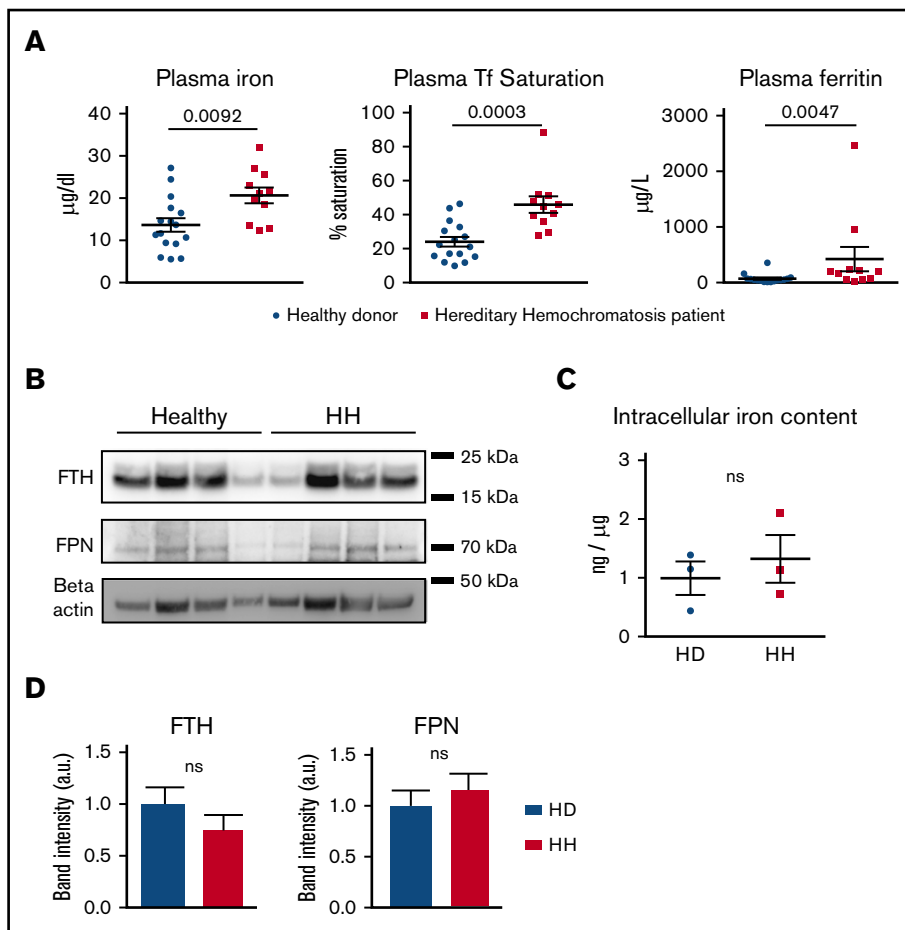 A
Plasma iron
0.0092
µg/dl
40
30
20
10
0
Plasma Tf Saturation
0.0003
% saturation
100
80
60
40
20
0
Plasma ferritin
0.0047
µg/L
3000
2000
1000
0
Healthy donor
Hereditary Hemochromatosis patient
B
Healthy HH
FTH
25 kDa
15 kDa
FPN
70 kDa
50 kDa
Beta
actin
C
Intracellular iron content
ns
ng / µg
3
2
1
0
HD HH
D
FTH
ns
Band intensity (a.u.)
1.5
1.0
0.5
0.0
FPN
ns
Band intensity (a.u.)
1.5
1.0
0.5
0.0
HD
HH